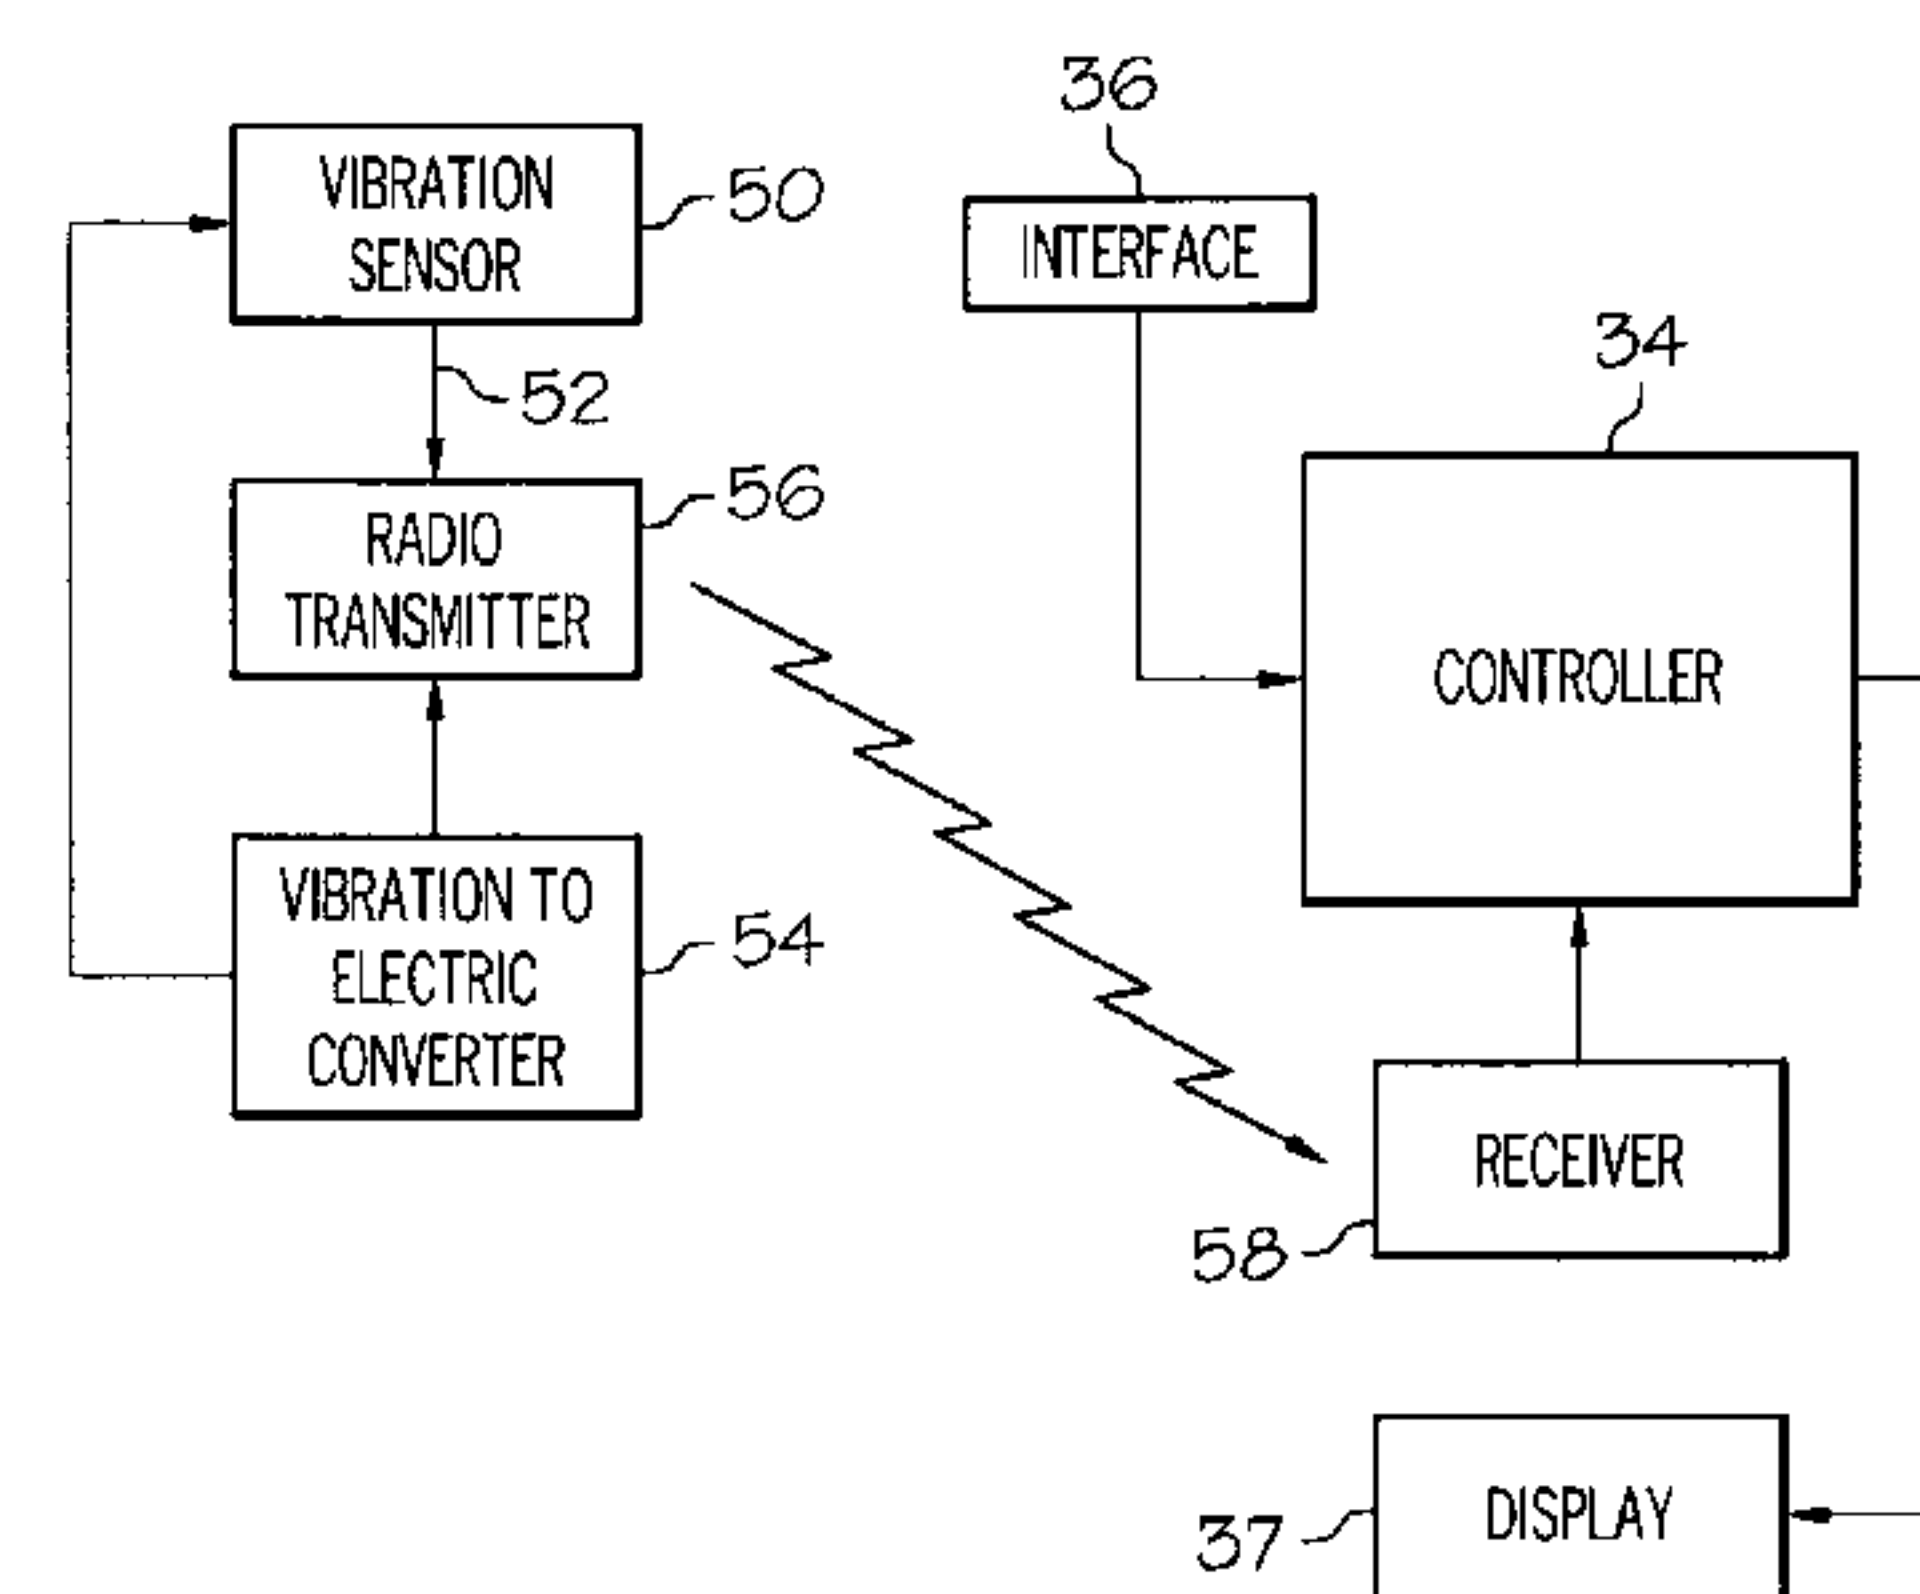 36
VIBRATION
SENSOR
50
INTERFACE
34
52
RADIO
TRANSMITTER
56
CONTROLLER
VIBRATION TO
ELECTRIC
CONVERTER
54
RECEIVER
58
DISPLAY
37